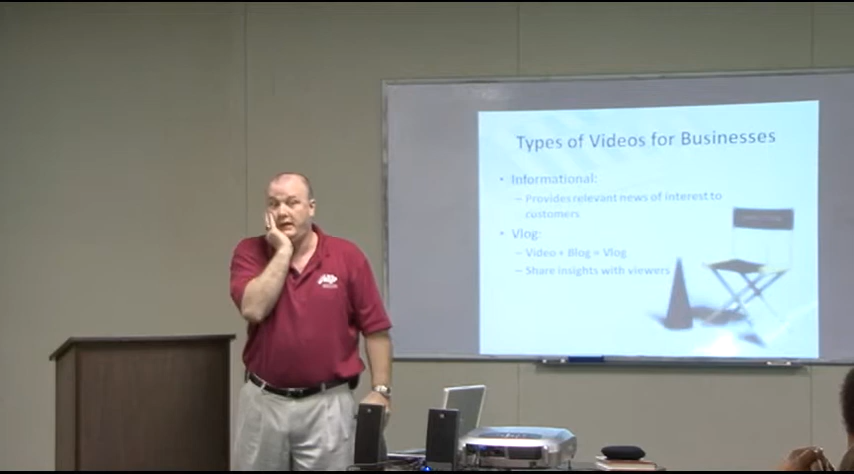 Types of Videos for Businesses
• Informational:
– Provides relevant news of interest to
customers
• Vlog:
– Video + Blog = Vlog
– Share insights with viewers